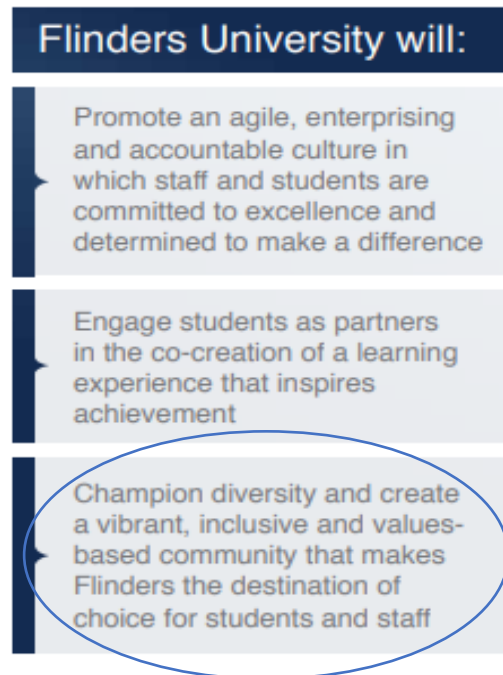 Flinders University will:
Promote an agile, enterprising
and accountable culture in
which staff and students are
committed to excellence and
determined to make a difference
Engage students as partners
in the co-creation of a learning
experience that inspires
achievement
Champion diversity and create
a vibrant, inclusive and values-
based community that makes
Flinders the destination of
choice for students and staff